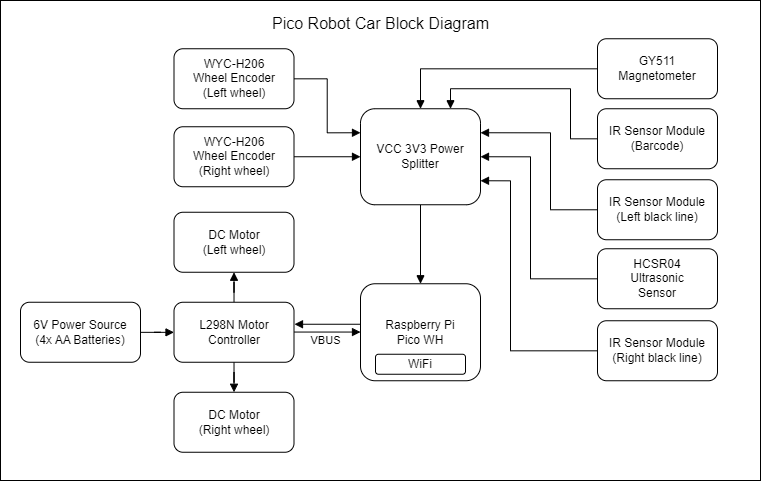 Pico Robot Car Block Diagram
WYC-H206
Wheel Encoder
(Left wheel)
WYC-H206
Wheel Encoder
(Right wheel)
VCC 3V3 Power
Splitter
GY511
Magnetometer
IR Sensor Module
(Barcode)
IR Sensor Module
(Left black line)
HCSR04
Ultrasonic
Sensor
IR Sensor Module
(Right black line)
DC Motor
(Left wheel)
6V Power Source
(4x AA Batteries)
L298N Motor
Controller
VBUS
Raspberry Pi
Pico WH
WiFi
DC Motor
(Right wheel)